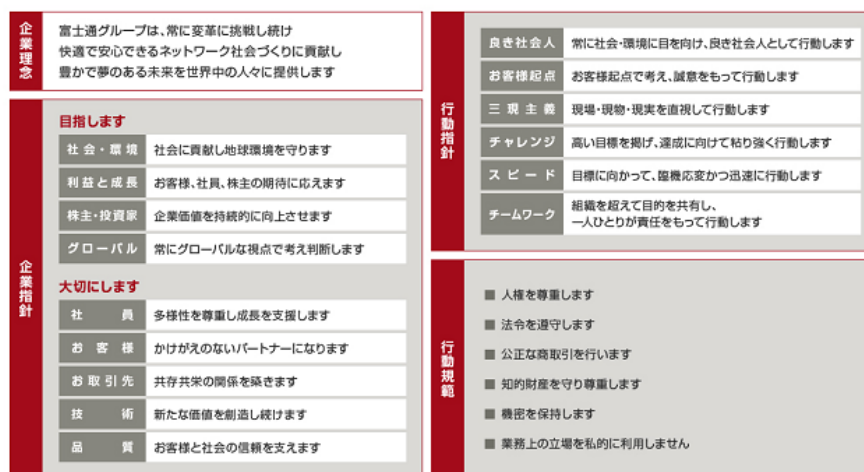 企業理念
富士通グループは、常に変革に挑戦し続け
快適で安心できるネットワーク社会づくりに貢献し
豊かで夢のある未来を世界中の人々に提供します
企業指針
目指します
社会・環境 社会に貢献し地球環境を守ります
利益と成長 お客様、社員、株主の期待に応えます
株主・投資家 企業価値を持続的に向上させます
グローバル 常にグローバルな視点で考え判断します
大切にします
社員 多様性を尊重し成長を支援します
お客様 かけがえのないパートナーになります
お取引先 共存共栄の関係を築きます
技術 新たな価値を創造し続けます
品質 お客様と社会の信頼を支えます
行動指針
良き社会人 常に社会・環境に目を向け、良き社会人として行動します
お客様起点 お客様起点で考え、誠意をもって行動します
三現主義 現場・現物・現実を直視して行動します
チャレンジ 高い目標を掲げ、達成に向けて粘り強く行動します
スピード 目標に向かって、臨機応変かつ迅速に行動します
チームワーク 組織を超えて目的を共有し、
一人ひとりが責任をもって行動します
行動規範
■ 人権を尊重します
■ 法令を遵守します
■ 公正な商取引を行います
■ 知的財産を守り尊重します
■ 機密を保持します
■ 業務上の立場を私的に利用しません